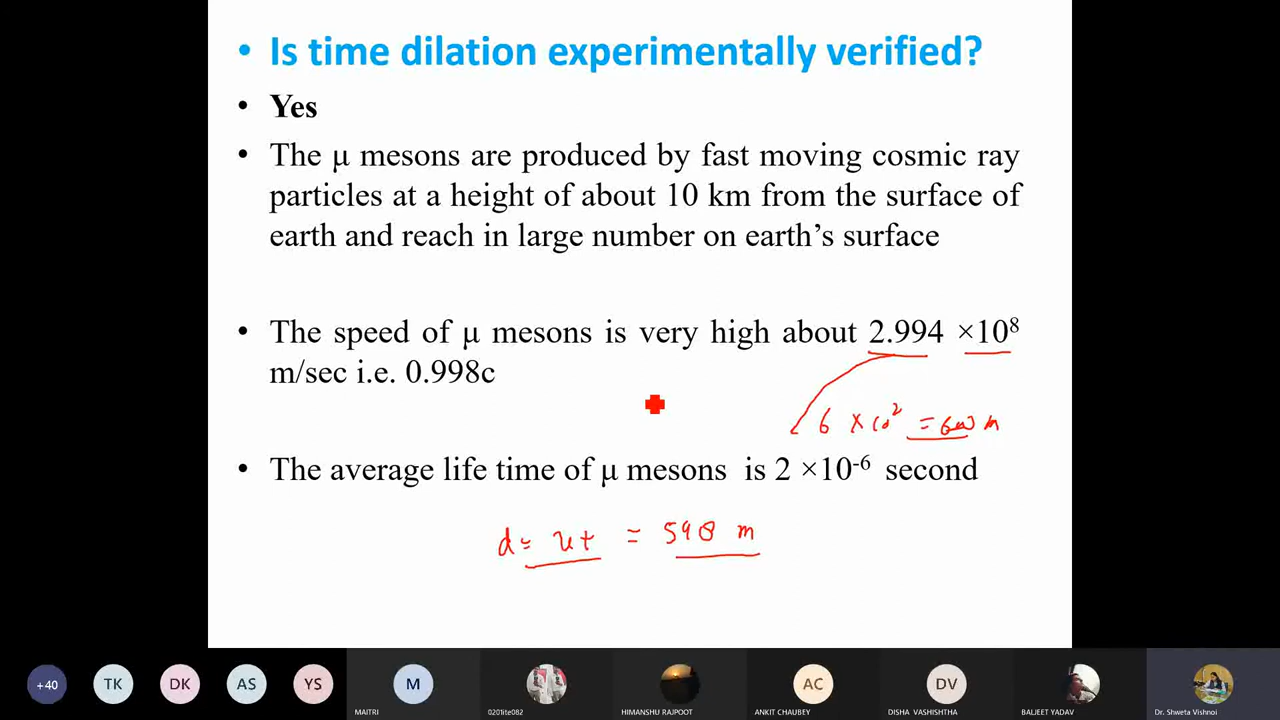 • Is time dilation experimentally verified?
• Yes
• The μ mesons are produced by fast moving cosmic ray
particles at a height of about 10 km from the surface of
earth and reach in large number on earth's surface
• The speed of μ mesons is very high about 2.994 ×10⁸
m/sec i.e. 0.998c
6 × 10² = 600 m
• The average life time of μ mesons is 2 ×10⁻⁶ second
d = ut = 598 m
+40 TK DK AS YS M AC DV
MAITRI 0201ite082 HIMANSHU RAJPOOT ANKIT CHAUBEY DISHA VASHISHTHA BALJEET YADAV Dr. Shweta Vishnoi